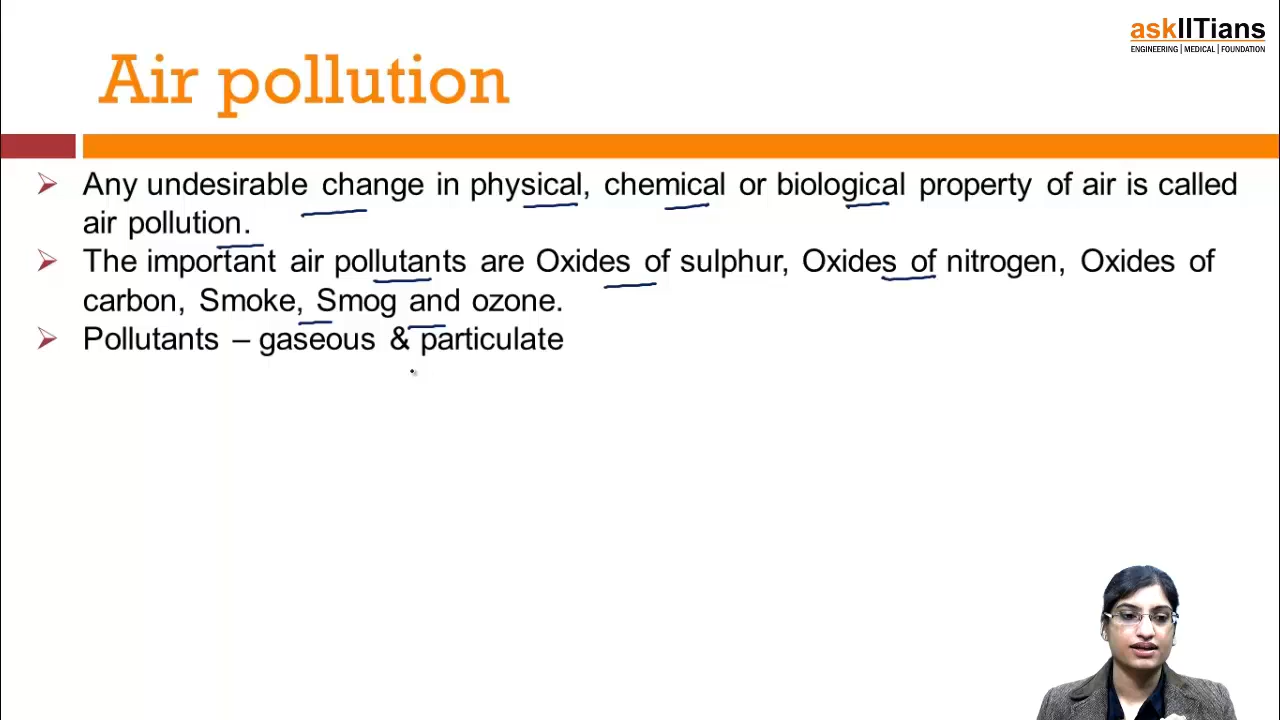 askIITians
ENGINEERING | MEDICAL | FOUNDATION
Air pollution
Any undesirable change in physical, chemical or biological property of air is called
air pollution.
The important air pollutants are Oxides of sulphur, Oxides of nitrogen, Oxides of
carbon, Smoke, Smog and ozone.
Pollutants – gaseous & particulate